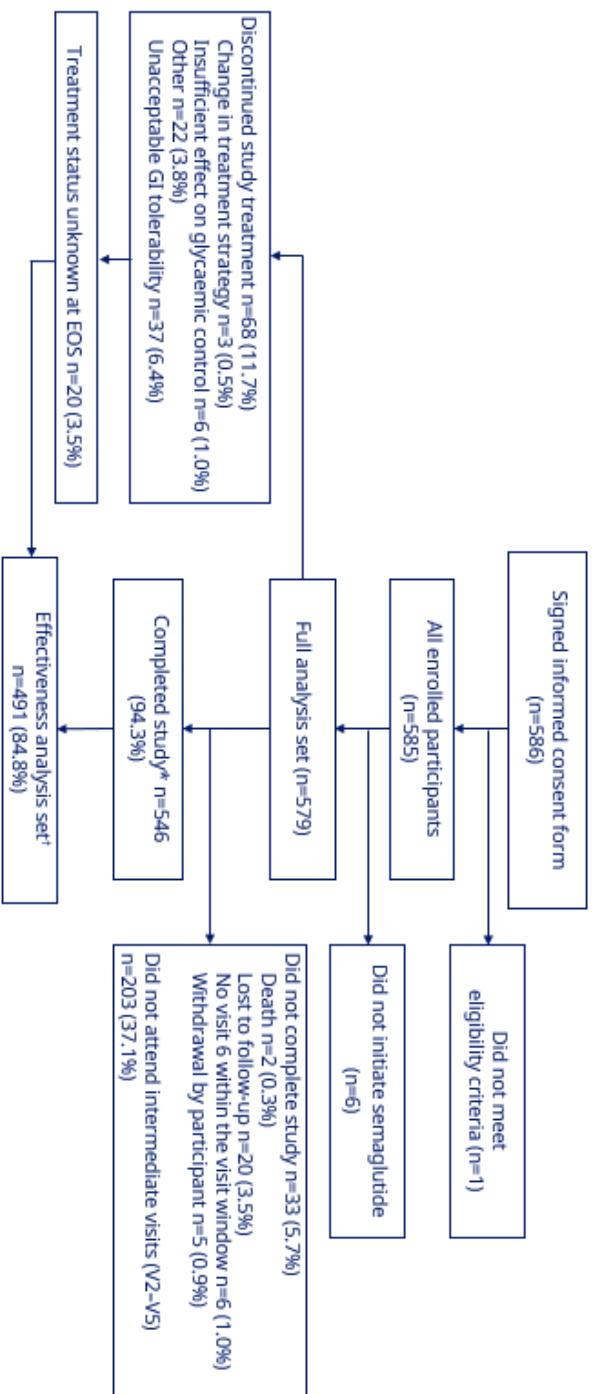 Signed informed consent form
(n=586)
Did not meet
eligibility criteria (n=1)
All enrolled participants
(n=585)
Did not initiate semaglutide
(n=6)
Full analysis set (n=579)
Discontinued study treatment n=68 (11.7%)
Change in treatment strategy n=3 (0.5%)
Insufficient effect on glycaemic control n=6 (1.0%)
Other n=22 (3.8%)
Unacceptable GI tolerability n=37 (6.4%)
Did not complete study n=33 (5.7%)
Death n=2 (0.3%)
Lost to follow-up n=20 (3.5%)
No visit 6 within the visit window n=6 (1.0%)
Withdrawal by participant n=5 (0.9%)
Did not attend intermediate visits (V2–V5)
n=203 (37.1%)
Completed study* n=546
(94.3%)
Treatment status unknown at EOS n=20 (3.5%)
Effectiveness analysis set†
n=491 (84.8%)